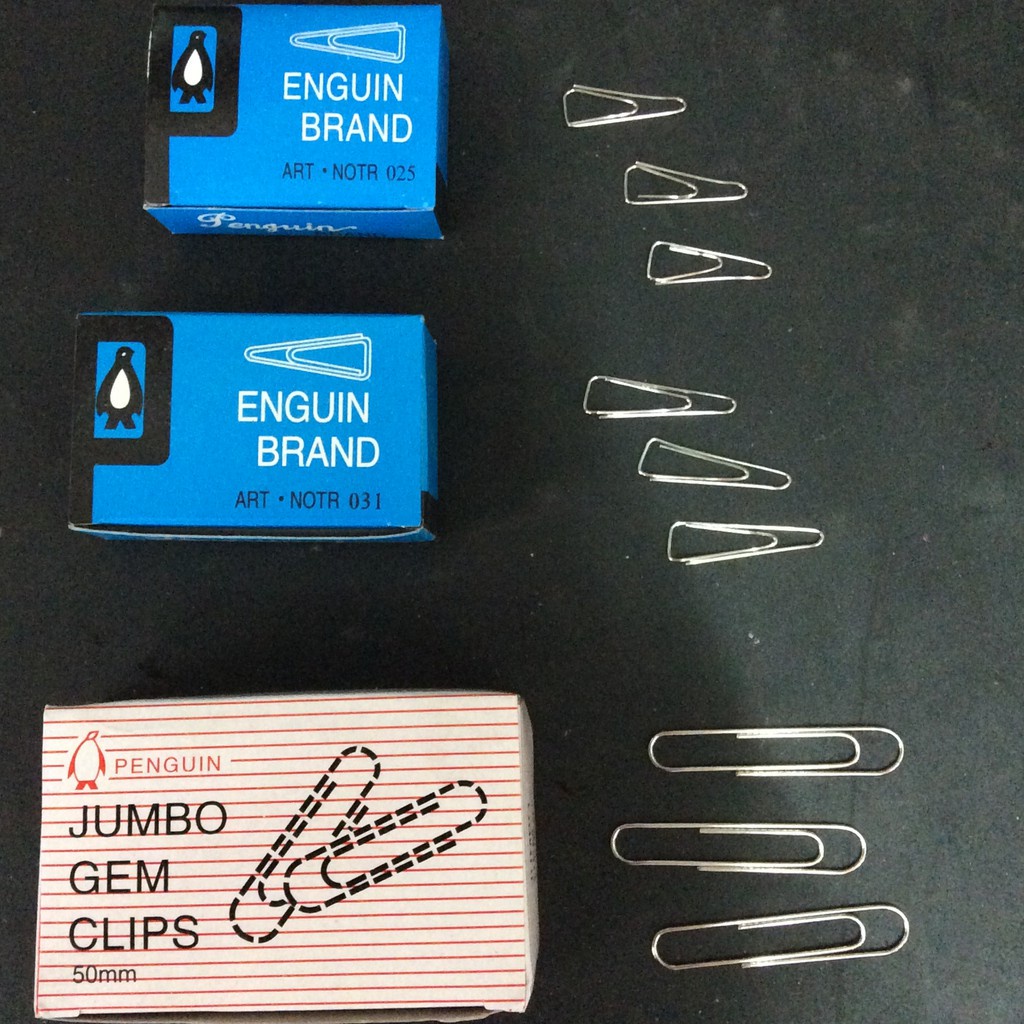 ENGUIN
BRAND
ART • NOTR 025
Penguin
ENGUIN
BRAND
ART • NOTR 031
PENGUIN
JUMBO
GEM
CLIPS
50mm